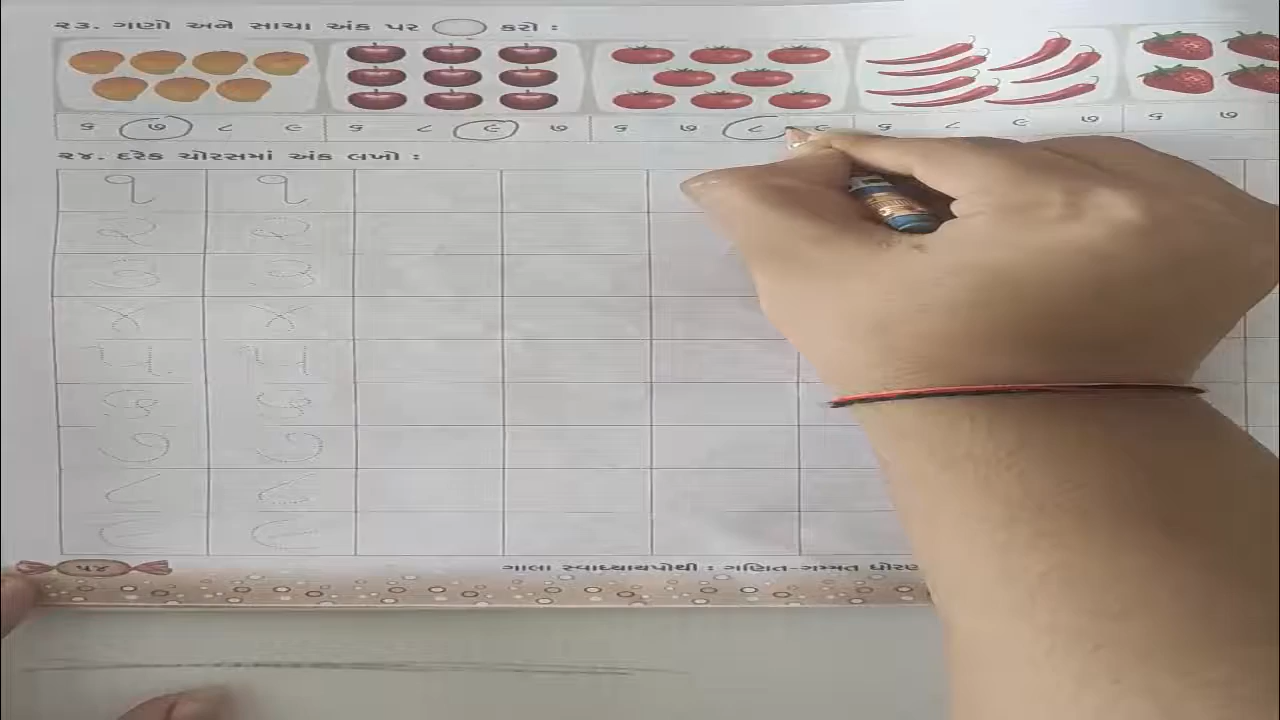 ૨૩. ગણો અને સાચા અંક પર ◯ કરો :
૬ ૭ ૮ ૯ ૬ ૮ ૯ ૭ ૬ ૭ ૮ ૯ ૬ ૮ ૯ ૭ ૬ ૭
૨૪. દરેક ચોરસમાં અંક લખો :
૧ ૧
૨ ૨
૩ ૩
૪ ૪
૫ ૫
૬ ૬
૭ ૭
૮ ૮
૯ ૯
૫૪ ગાલા સ્વાધ્યાયપોથી : ગણિત-ગમ્મત ધોરણ